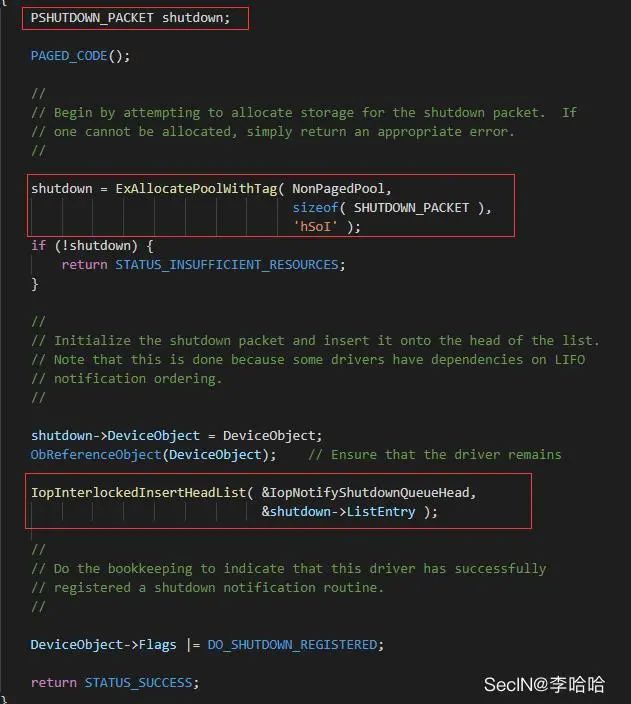 {
PSHUTDOWN_PACKET shutdown;
PAGED_CODE();
//
// Begin by attempting to allocate storage for the shutdown packet.  If
// one cannot be allocated, simply return an appropriate error.
//
shutdown = ExAllocatePoolWithTag( NonPagedPool,
sizeof( SHUTDOWN_PACKET ),
'hSoI' );
if (!shutdown) {
return STATUS_INSUFFICIENT_RESOURCES;
}
//
// Initialize the shutdown packet and insert it onto the head of the list.
// Note that this is done because some drivers have dependencies on LIFO
// notification ordering.
//
shutdown->DeviceObject = DeviceObject;
ObReferenceObject(DeviceObject);    // Ensure that the driver remains
IopInterlockedInsertHeadList( &IopNotifyShutdownQueueHead,
&shutdown->ListEntry );
//
// Do the bookkeeping to indicate that this driver has successfully
// registered a shutdown notification routine.
//
DeviceObject->Flags |= DO_SHUTDOWN_REGISTERED;
return STATUS_SUCCESS;
SecIN@李哈哈
}